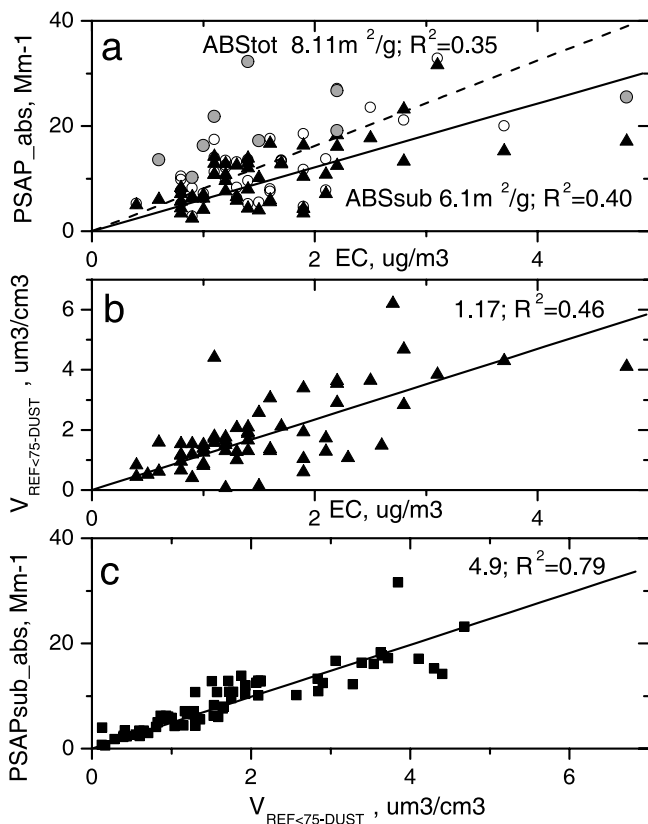 a
ABStot 8.11m ²/g; R²=0.35
ABSsub 6.1m ²/g; R²=0.40
PSAP_abs, Mm-1
40
20
0
0 2 4
EC, ug/m3
b
1.17; R²=0.46
V REF<75-DUST , um3/cm3
6
4
2
0
0 2 4
EC, ug/m3
c
4.9; R²=0.79
PSAPsub_abs, Mm-1
40
20
0
0 2 4 6
V REF<75-DUST , um3/cm3